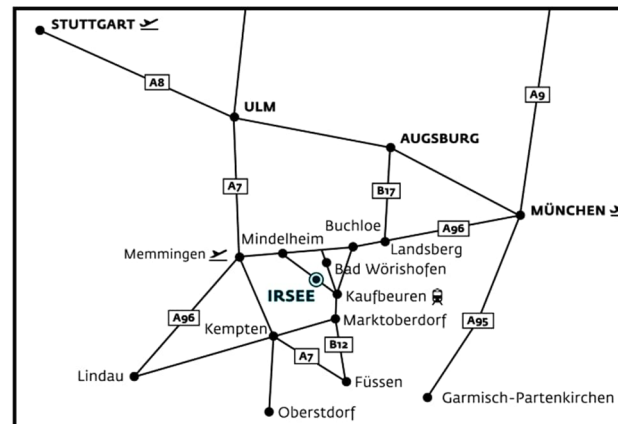 STUTTGART
A8
A9
ULM
AUGSBURG
A7
B17
MÜNCHEN
Buchloe
A96
Mindelheim
Landsberg
Memmingen
Bad Wörishofen
IRSEE
Kaufbeuren
A96
Marktoberdorf
A95
Kempten
B12
A7
Lindau
Füssen
Garmisch-Partenkirchen
Oberstdorf